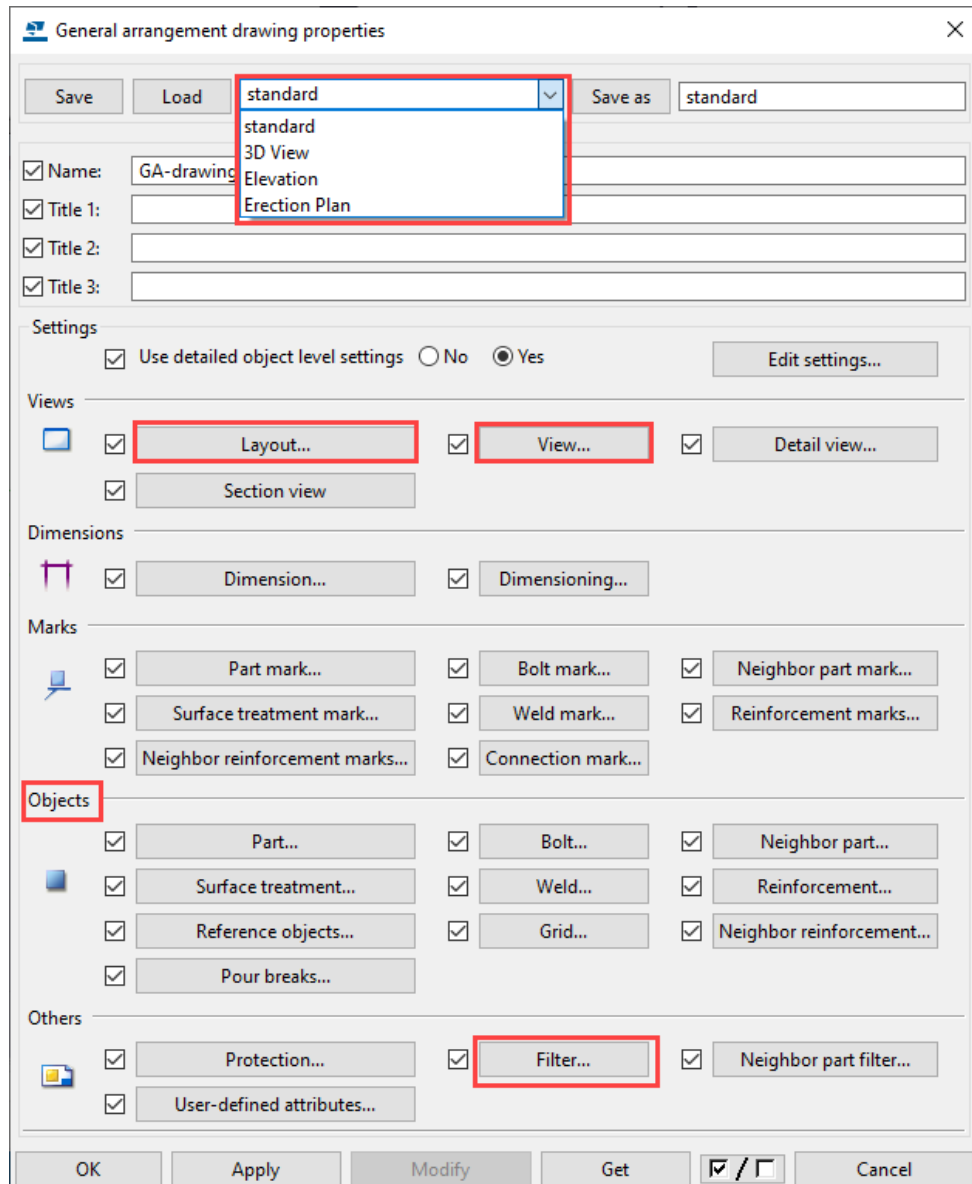 General arrangement drawing properties
Save Load standard Save as standard
standard
3D View
Elevation
Erection Plan
Name: GA-drawing
Title 1:
Title 2:
Title 3:
Settings
Use detailed object level settings No Yes Edit settings...
Views
Layout... View... Detail view...
Section view
Dimensions
Dimension... Dimensioning...
Marks
Part mark... Bolt mark... Neighbor part mark...
Surface treatment mark... Weld mark... Reinforcement marks...
Neighbor reinforcement marks... Connection mark...
Objects
Part... Bolt... Neighbor part...
Surface treatment... Weld... Reinforcement...
Reference objects... Grid... Neighbor reinforcement...
Pour breaks...
Others
Protection... Filter... Neighbor part filter...
User-defined attributes...
OK Apply Modify Get / Cancel